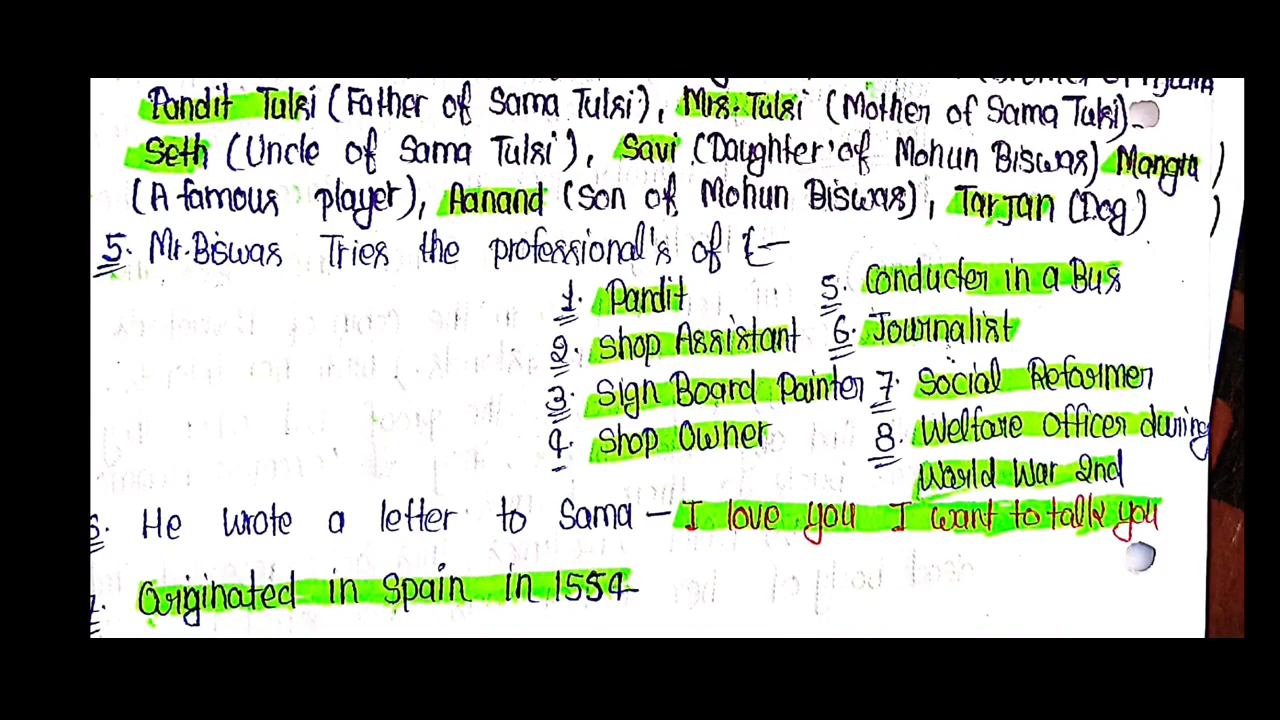 Pandit Tulsi (Father of Sama Tulsi), Mrs. Tulsi (Mother of Sama Tulsi)-
Seth (Uncle of Sama Tulsi), Savi (Daughter of Mohun Biswas) Mangru
(A famous player), Aanand (Son of Mohun Biswas), Tarjan (Dog)
5. Mr. Biswas Tries the professional's of :-
1. Pandit
2. Shop Assistant
3. Sign Board Painter
4. Shop Owner
5. Conducter in a Bus
6. Journalist
7. Social Reformer
8. Welfare Officer during
World War 2nd
6. He wrote a letter to Sama - I love you I want to talk you
Originated in Spain in 1554